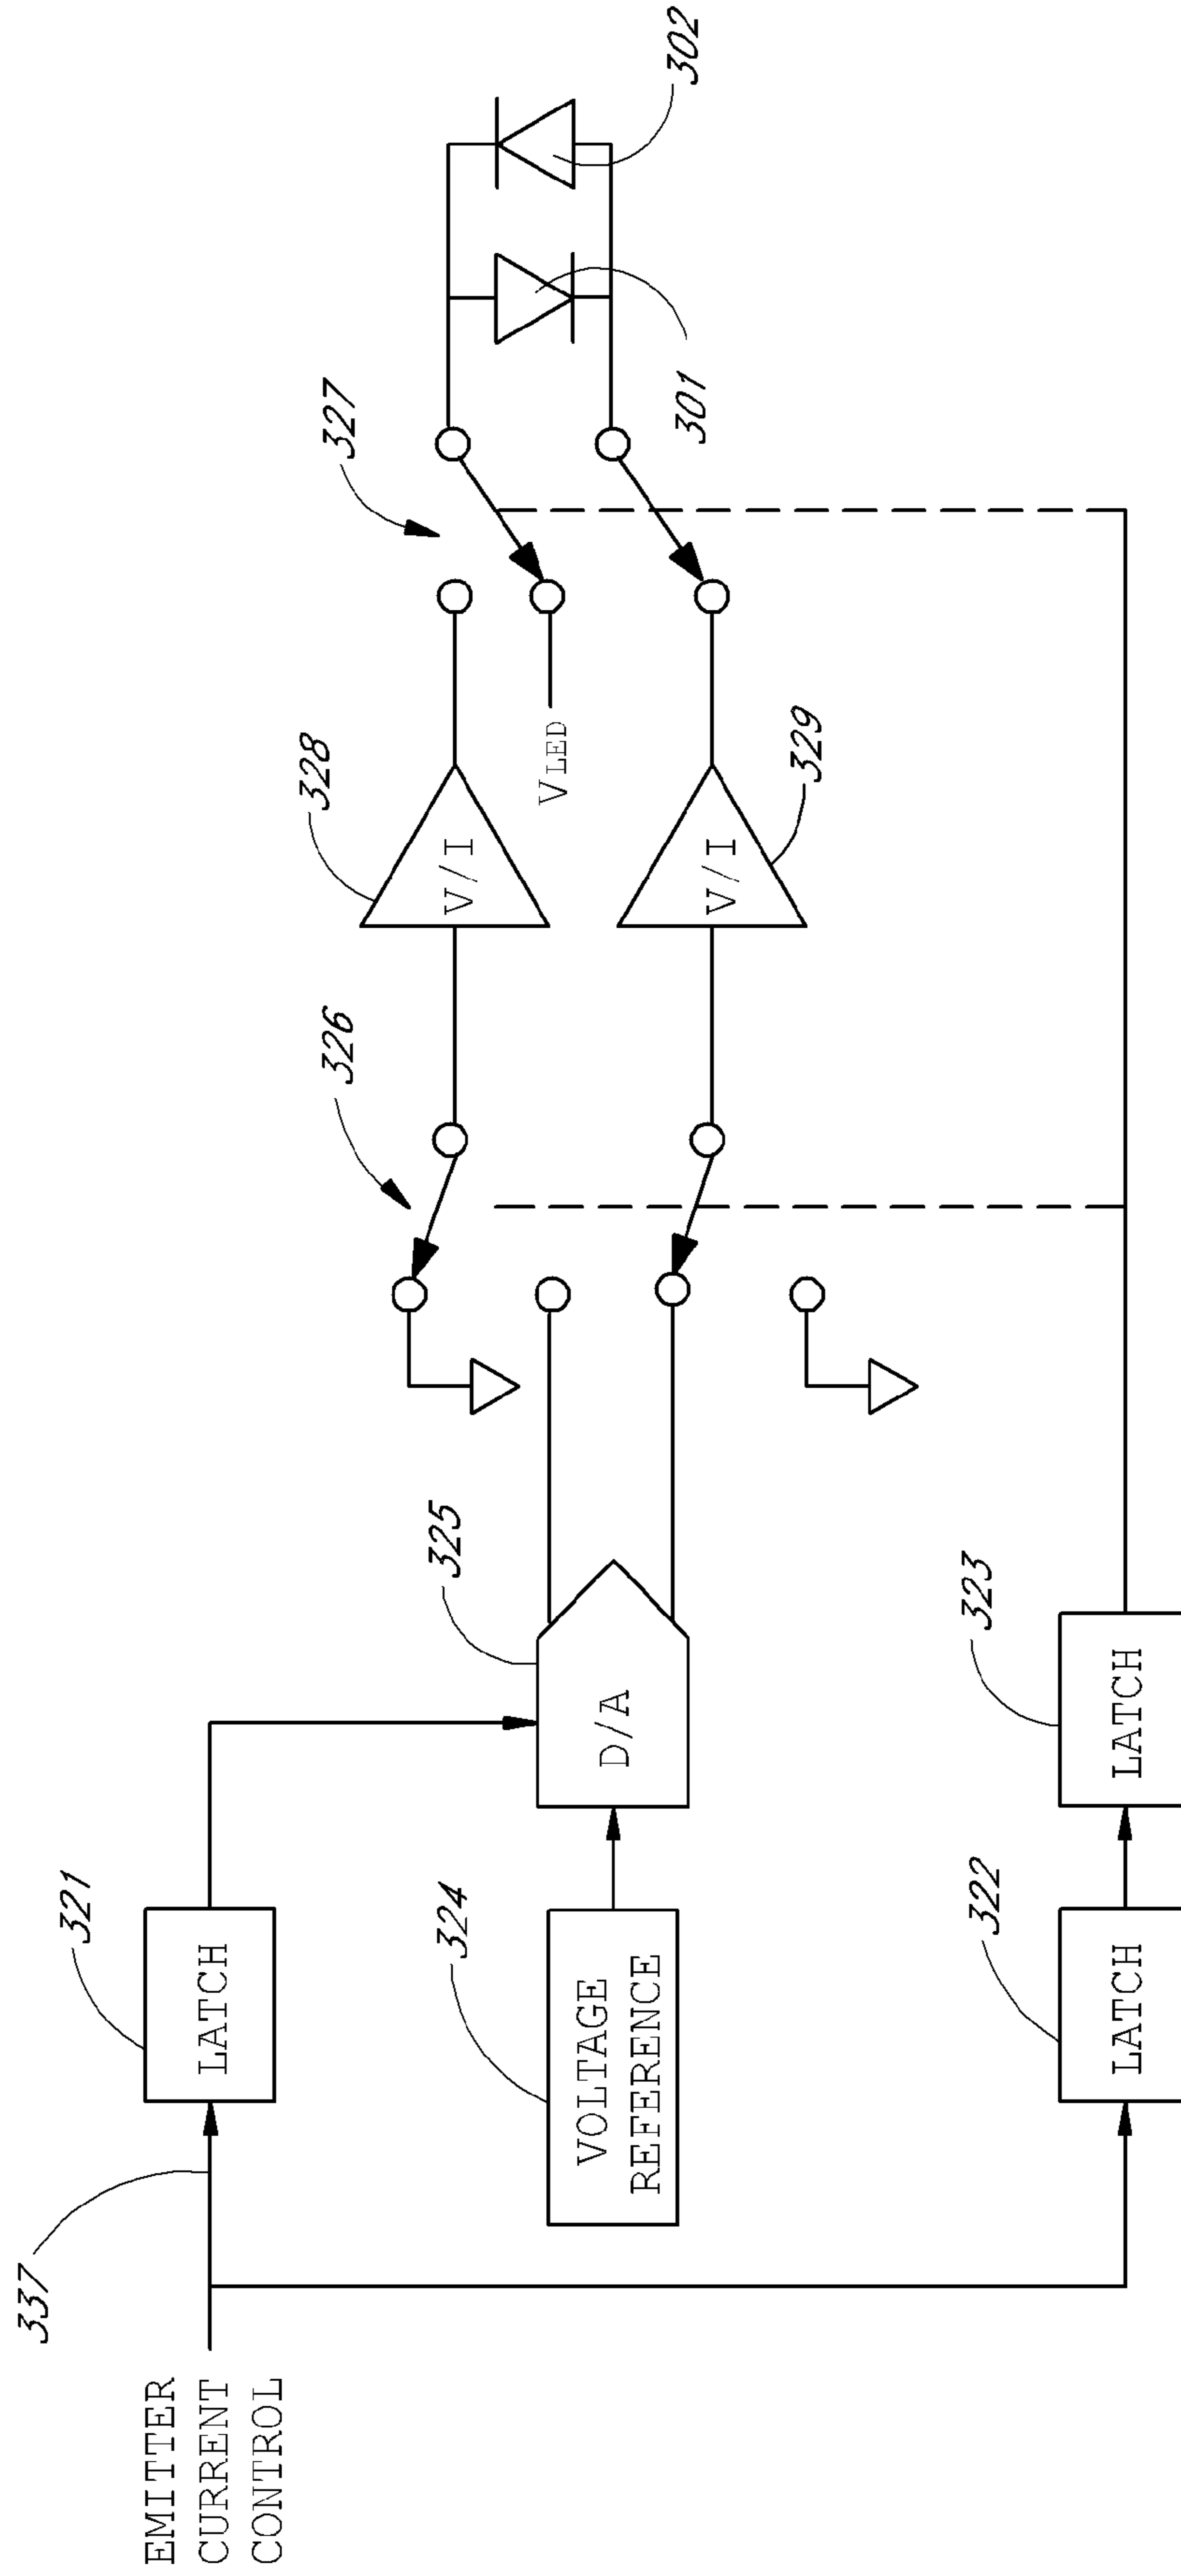 EMITTER
CURRENT
CONTROL
337
LATCH
321
VOLTAGE
REFERENCE
324
D/A
325
LATCH
322
LATCH
323
326
V/I
328
V/I
329
VLED
327
301
302